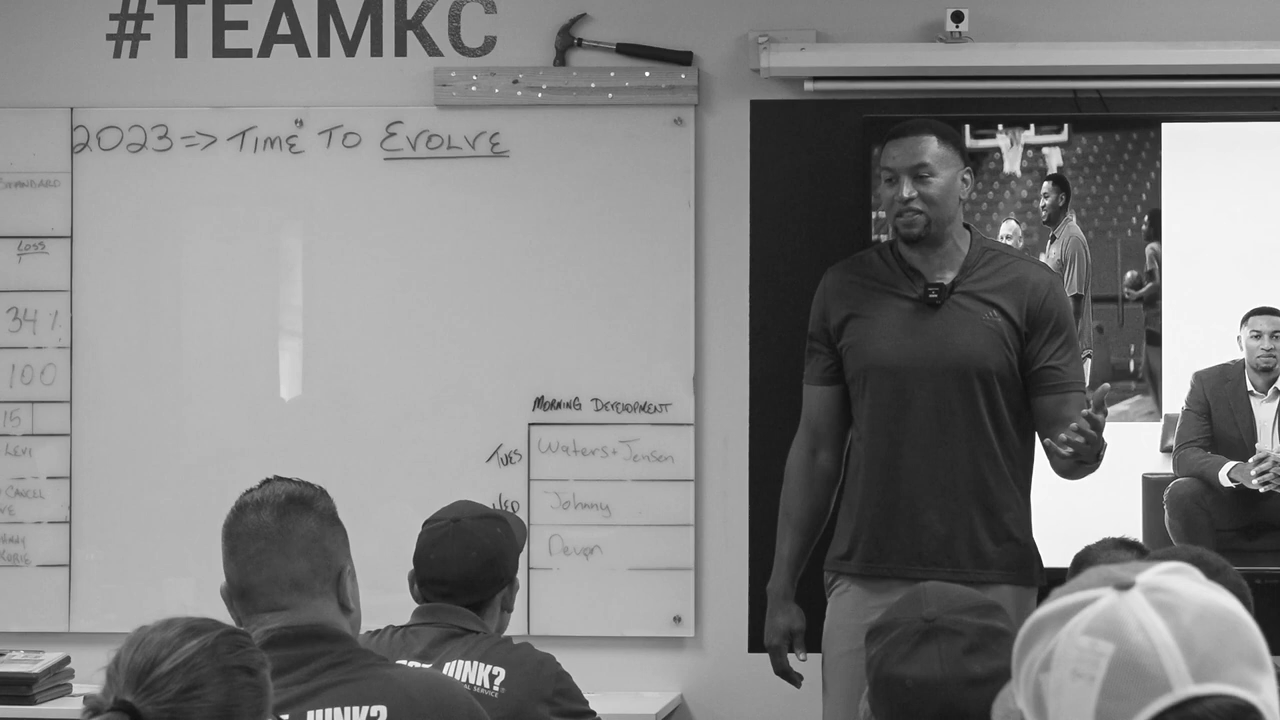 #TEAMKC
2023 => TIME TO EVOLVE
STANDARD
LOSS
34%
100
15
LEVI
CANCEL
MORNING DEVELOPMENT
TUES Waters + Jensen
WED Johnny
Devon
JUNK?
JUNK?